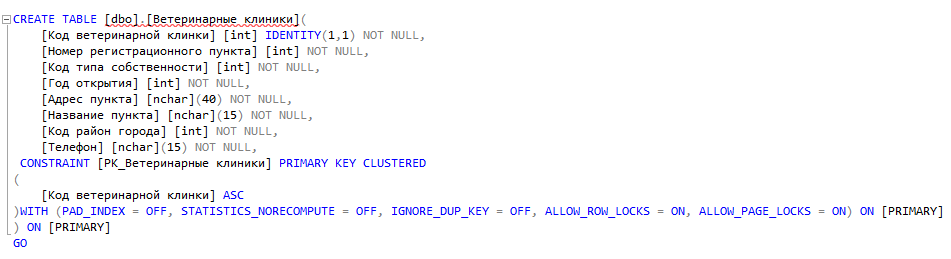 CREATE TABLE [dbo].[Ветеринарные клиники](
[Код ветеринарной клинки] [int] IDENTITY(1,1) NOT NULL,
[Номер регистрационного пункта] [int] NOT NULL,
[Код типа собственности] [int] NOT NULL,
[Год открытия] [int] NOT NULL,
[Адрес пункта] [nchar](40) NOT NULL,
[Название пункта] [nchar](15) NOT NULL,
[Код район города] [int] NOT NULL,
[Телефон] [nchar](15) NOT NULL,
CONSTRAINT [PK_Ветеринарные клиники] PRIMARY KEY CLUSTERED
(
[Код ветеринарной клинки] ASC
)WITH (PAD_INDEX = OFF, STATISTICS_NORECOMPUTE = OFF, IGNORE_DUP_KEY = OFF, ALLOW_ROW_LOCKS = ON, ALLOW_PAGE_LOCKS = ON) ON [PRIMARY]
) ON [PRIMARY]
GO